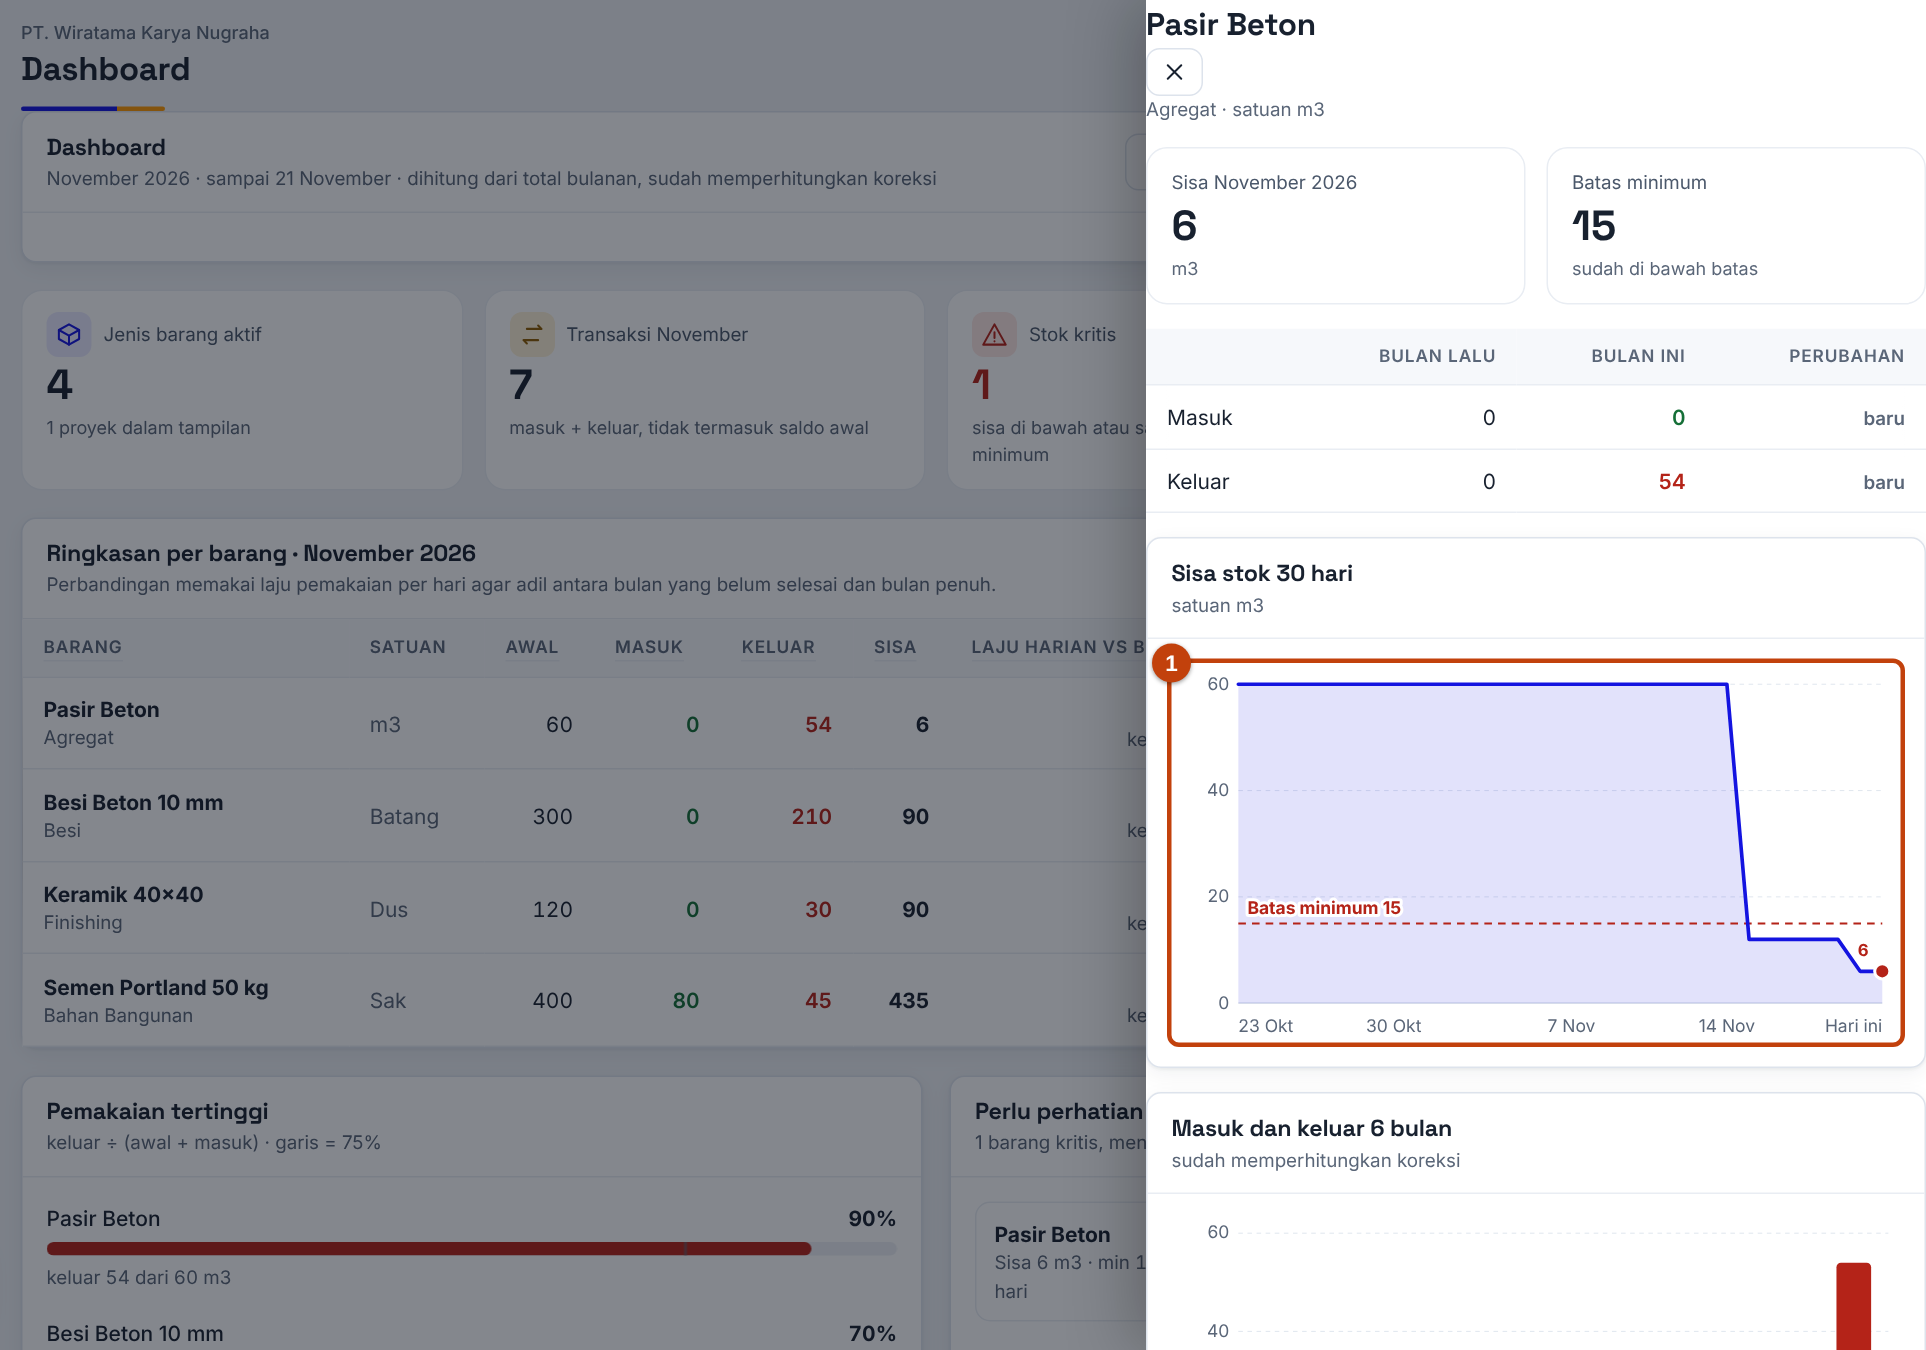 PT. Wiratama Karya Nugraha
Dashboard
Dashboard
November 2026 · sampai 21 November · dihitung dari total bulanan, sudah memperhitungkan koreksi
Jenis barang aktif
4
1 proyek dalam tampilan
Transaksi November
7
masuk + keluar, tidak termasuk saldo awal
Stok kritis
1
sisa di bawah atau s
minimum
Ringkasan per barang · November 2026
Perbandingan memakai laju pemakaian per hari agar adil antara bulan yang belum selesai dan bulan penuh.
BARANG SATUAN AWAL MASUK KELUAR SISA LAJU HARIAN VS B
Pasir Beton m3 60 0 54 6
Agregat ke
Besi Beton 10 mm Batang 300 0 210 90
Besi ke
Keramik 40×40 Dus 120 0 30 90
Finishing ke
Semen Portland 50 kg Sak 400 80 45 435
Bahan Bangunan ke
Pemakaian tertinggi
keluar ÷ (awal + masuk) · garis = 75%
Pasir Beton 90%
keluar 54 dari 60 m3
Besi Beton 10 mm 70%
Perlu perhatian
1 barang kritis, men
Pasir Beton
Sisa 6 m3 · min 1
hari
Pasir Beton
Agregat · satuan m3
Sisa November 2026
6
m3
Batas minimum
15
sudah di bawah batas
BULAN LALU BULAN INI PERUBAHAN
Masuk 0 0 baru
Keluar 0 54 baru
Sisa stok 30 hari
satuan m3
1
60
40
20
Batas minimum 15
6
0
23 Okt 30 Okt 7 Nov 14 Nov Hari ini
Masuk dan keluar 6 bulan
sudah memperhitungkan koreksi
60
40